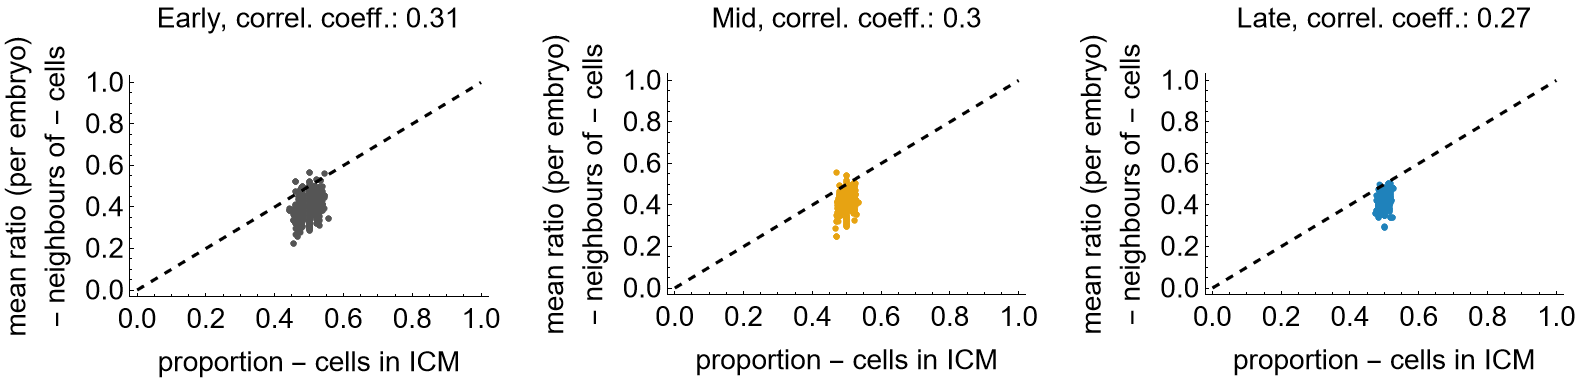 Early, correl. coeff.: 0.31
mean ratio (per embryo)
− neighbours of − cells
1.0
0.8
0.6
0.4
0.2
0.0
0.0 0.2 0.4 0.6 0.8 1.0
proportion − cells in ICM
Mid, correl. coeff.: 0.3
mean ratio (per embryo)
− neighbours of − cells
1.0
0.8
0.6
0.4
0.2
0.0
0.0 0.2 0.4 0.6 0.8 1.0
proportion − cells in ICM
Late, correl. coeff.: 0.27
mean ratio (per embryo)
− neighbours of − cells
1.0
0.8
0.6
0.4
0.2
0.0
0.0 0.2 0.4 0.6 0.8 1.0
proportion − cells in ICM